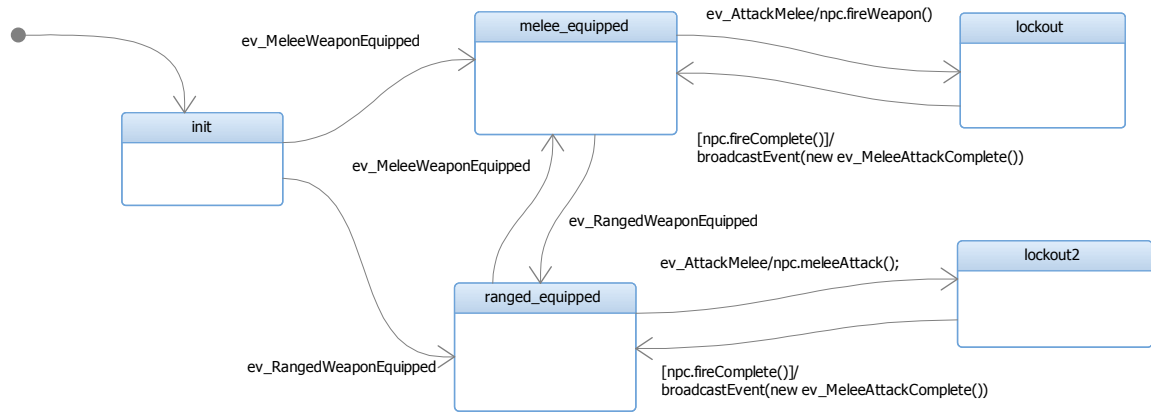 ev_AttackMelee/npc.fireWeapon()
melee_equipped
lockout
ev_MeleeWeaponEquipped
init
[npc.fireComplete()]/
broadcastEvent(new ev_MeleeAttackComplete())
ev_MeleeWeaponEquipped
ev_RangedWeaponEquipped
lockout2
ev_AttackMelee/npc.meleeAttack();
ranged_equipped
ev_RangedWeaponEquipped
[npc.fireComplete()]/
broadcastEvent(new ev_MeleeAttackComplete())